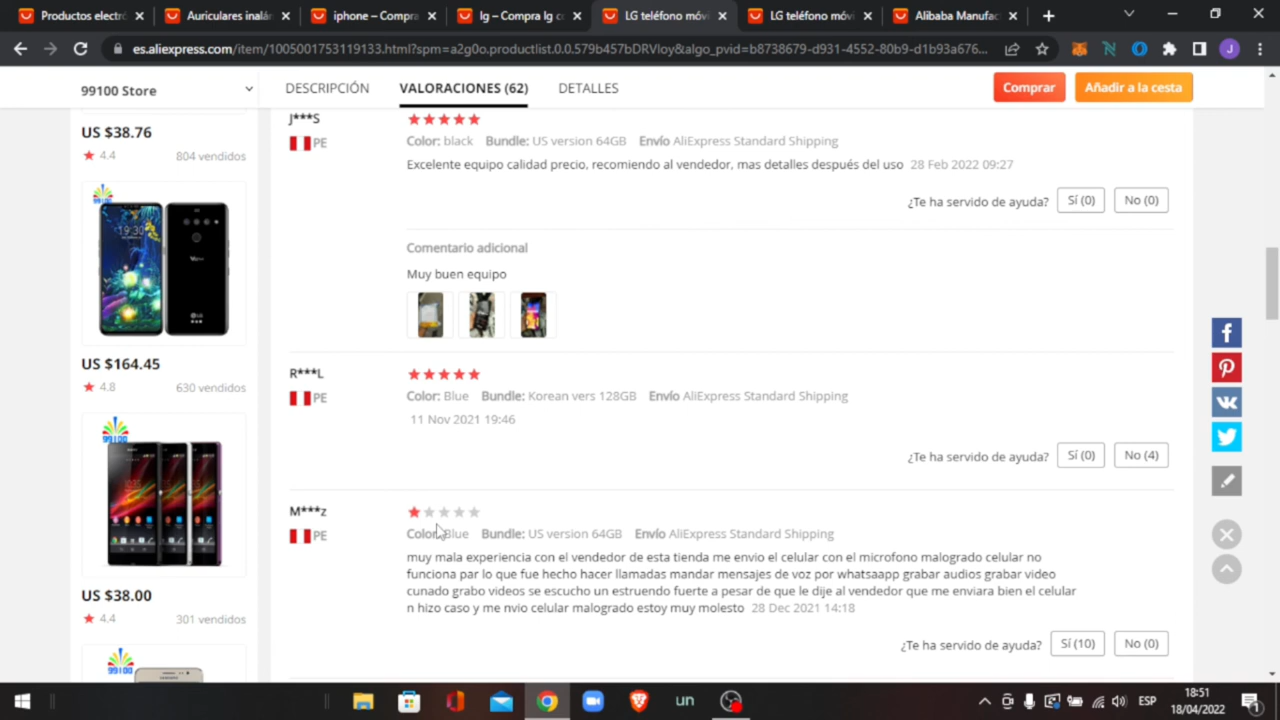 Productos electró
Auriculares inalá
iphone – Compra
lg – Compra lg co
LG teléfono móvi
LG teléfono móvi
Alibaba Manufac
es.aliexpress.com/item/1005001753119133.html?spm=a2g0o.productlist.0.0.579b457bDRVloy&algo_pvid=b8738679-d931-4552-80b9-d1b93a676...
J
99100 Store
DESCRIPCIÓN
VALORACIONES (62)
DETALLES
Comprar
Añadir a la cesta
US $38.76
4.4
804 vendidos
99100
19:30
US $164.45
4.8
630 vendidos
99100
US $38.00
4.4
301 vendidos
99100
J***S
PE
Color: black Bundle: US version 64GB Envío AliExpress Standard Shipping
Excelente equipo calidad precio, recomiendo al vendedor, mas detalles después del uso 28 Feb 2022 09:27
¿Te ha servido de ayuda? Sí (0) No (0)
Comentario adicional
Muy buen equipo
R***L
PE
Color: Blue Bundle: Korean vers 128GB Envío AliExpress Standard Shipping
11 Nov 2021 19:46
¿Te ha servido de ayuda? Sí (0) No (4)
M***z
PE
Color: Blue Bundle: US version 64GB Envío AliExpress Standard Shipping
muy mala experiencia con el vendedor de esta tienda me envio el celular con el microfono malogrado celular no
funciona par lo que fue hecho hacer llamadas mandar mensajes de voz por whatsaapp grabar audios grabar video
cunado grabo videos se escucho un estruendo fuerte a pesar de que le dije al vendedor que me enviara bien el celular
n hizo caso y me nvio celular malogrado estoy muy molesto 28 Dec 2021 14:18
¿Te ha servido de ayuda? Sí (10) No (0)
un
ESP
18:51
18/04/2022
1